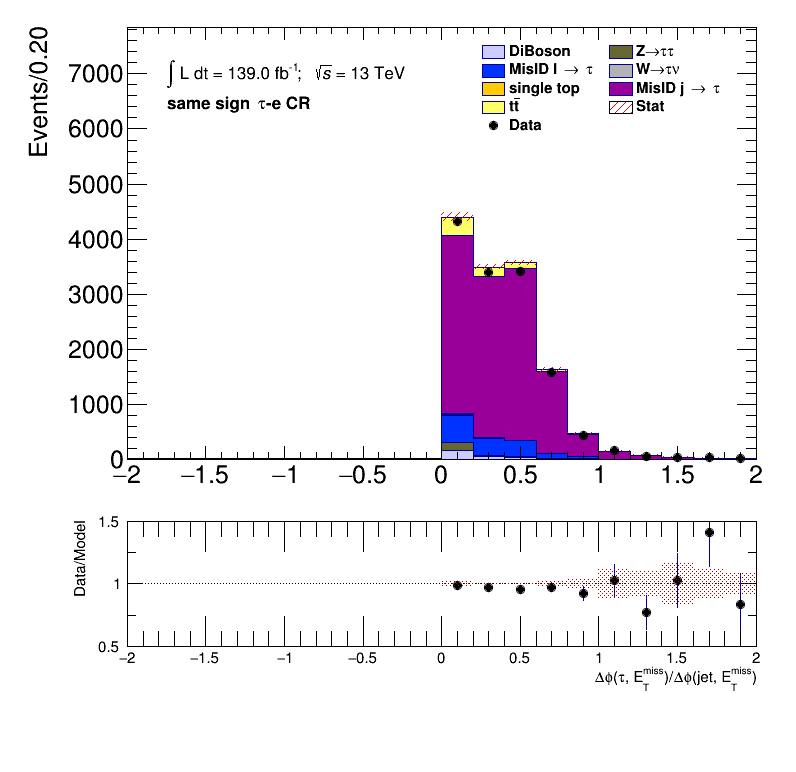 Events/0.20
7000
6000
5000
4000
3000
2000
1000
0
∫ L dt = 139.0 fb⁻¹; √s = 13 TeV
same sign τ-e CR
DiBoson
MisID l → τ
single top
tt̄
Data
Z→ττ
W→τν
MisID j → τ
Stat
−2 −1.5 −1 −0.5 0 0.5 1 1.5 2
Data/Model
1.5
1
0.5
−2 −1.5 −1 −0.5 0 0.5 1 1.5 2
Δϕ(τ, E_T^miss)/Δϕ(jet, E_T^miss)